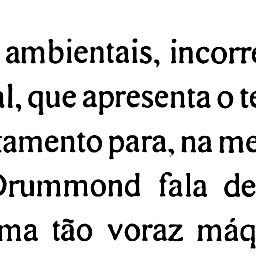 ambientais, incorre
al, que apresenta o te
tamento para, na me
Drummond fala de
ma tão voraz máq